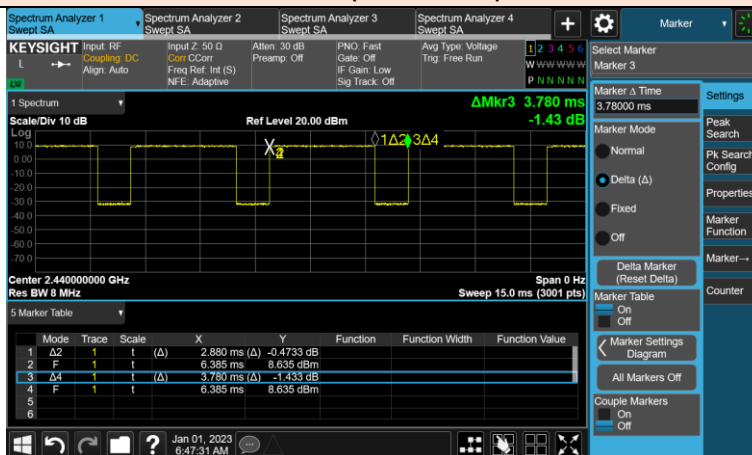 Spectrum Analyzer 1
Swept SA
Spectrum Analyzer 2
Swept SA
Spectrum Analyzer 3
Swept SA
Spectrum Analyzer 4
Swept SA
+
Marker
KEYSIGHT
L
Input: RF
Coupling: DC
Align: Auto
Input Z: 50 Ω
Corr CCorr
Freq Ref: Int (S)
NFE: Adaptive
Atten: 30 dB
Preamp: Off
PNO: Fast
Gate: Off
IF Gain: Low
Sig Track: Off
Avg Type: Voltage
Trig: Free Run
1 2 3 4 5 6
W W W W W W
P N N N N N
Select Marker
Marker 3
1 Spectrum
ΔMkr3 3.780 ms
-1.43 dB
Scale/Div 10 dB
Ref Level 20.00 dBm
Log
10.0
0.00
-10.0
-20.0
-30.0
-40.0
-50.0
-60.0
-70.0
1Δ2
3Δ4
Center 2.440000000 GHz
Span 0 Hz
Res BW 8 MHz
Sweep 15.0 ms (3001 pts)
5 Marker Table
Mode Trace Scale X Y Function Function Width Function Value
1 Δ2 1 t (Δ) 2.880 ms (Δ) -0.4733 dB
2 F 1 t 6.385 ms 8.635 dBm
3 Δ4 1 t (Δ) 3.780 ms (Δ) -1.433 dB
4 F 1 t 6.385 ms 8.635 dBm
5
6
Marker Δ Time
3.78000 ms
Marker Mode
Normal
Delta (Δ)
Fixed
Off
Delta Marker
(Reset Delta)
Marker Table
On
Off
Marker Settings
Diagram
All Markers Off
Couple Markers
On
Off
Settings
Peak
Search
Pk Search
Config
Properties
Marker
Function
Marker→
Counter
?
Jan 01, 2023
6:47:31 AM